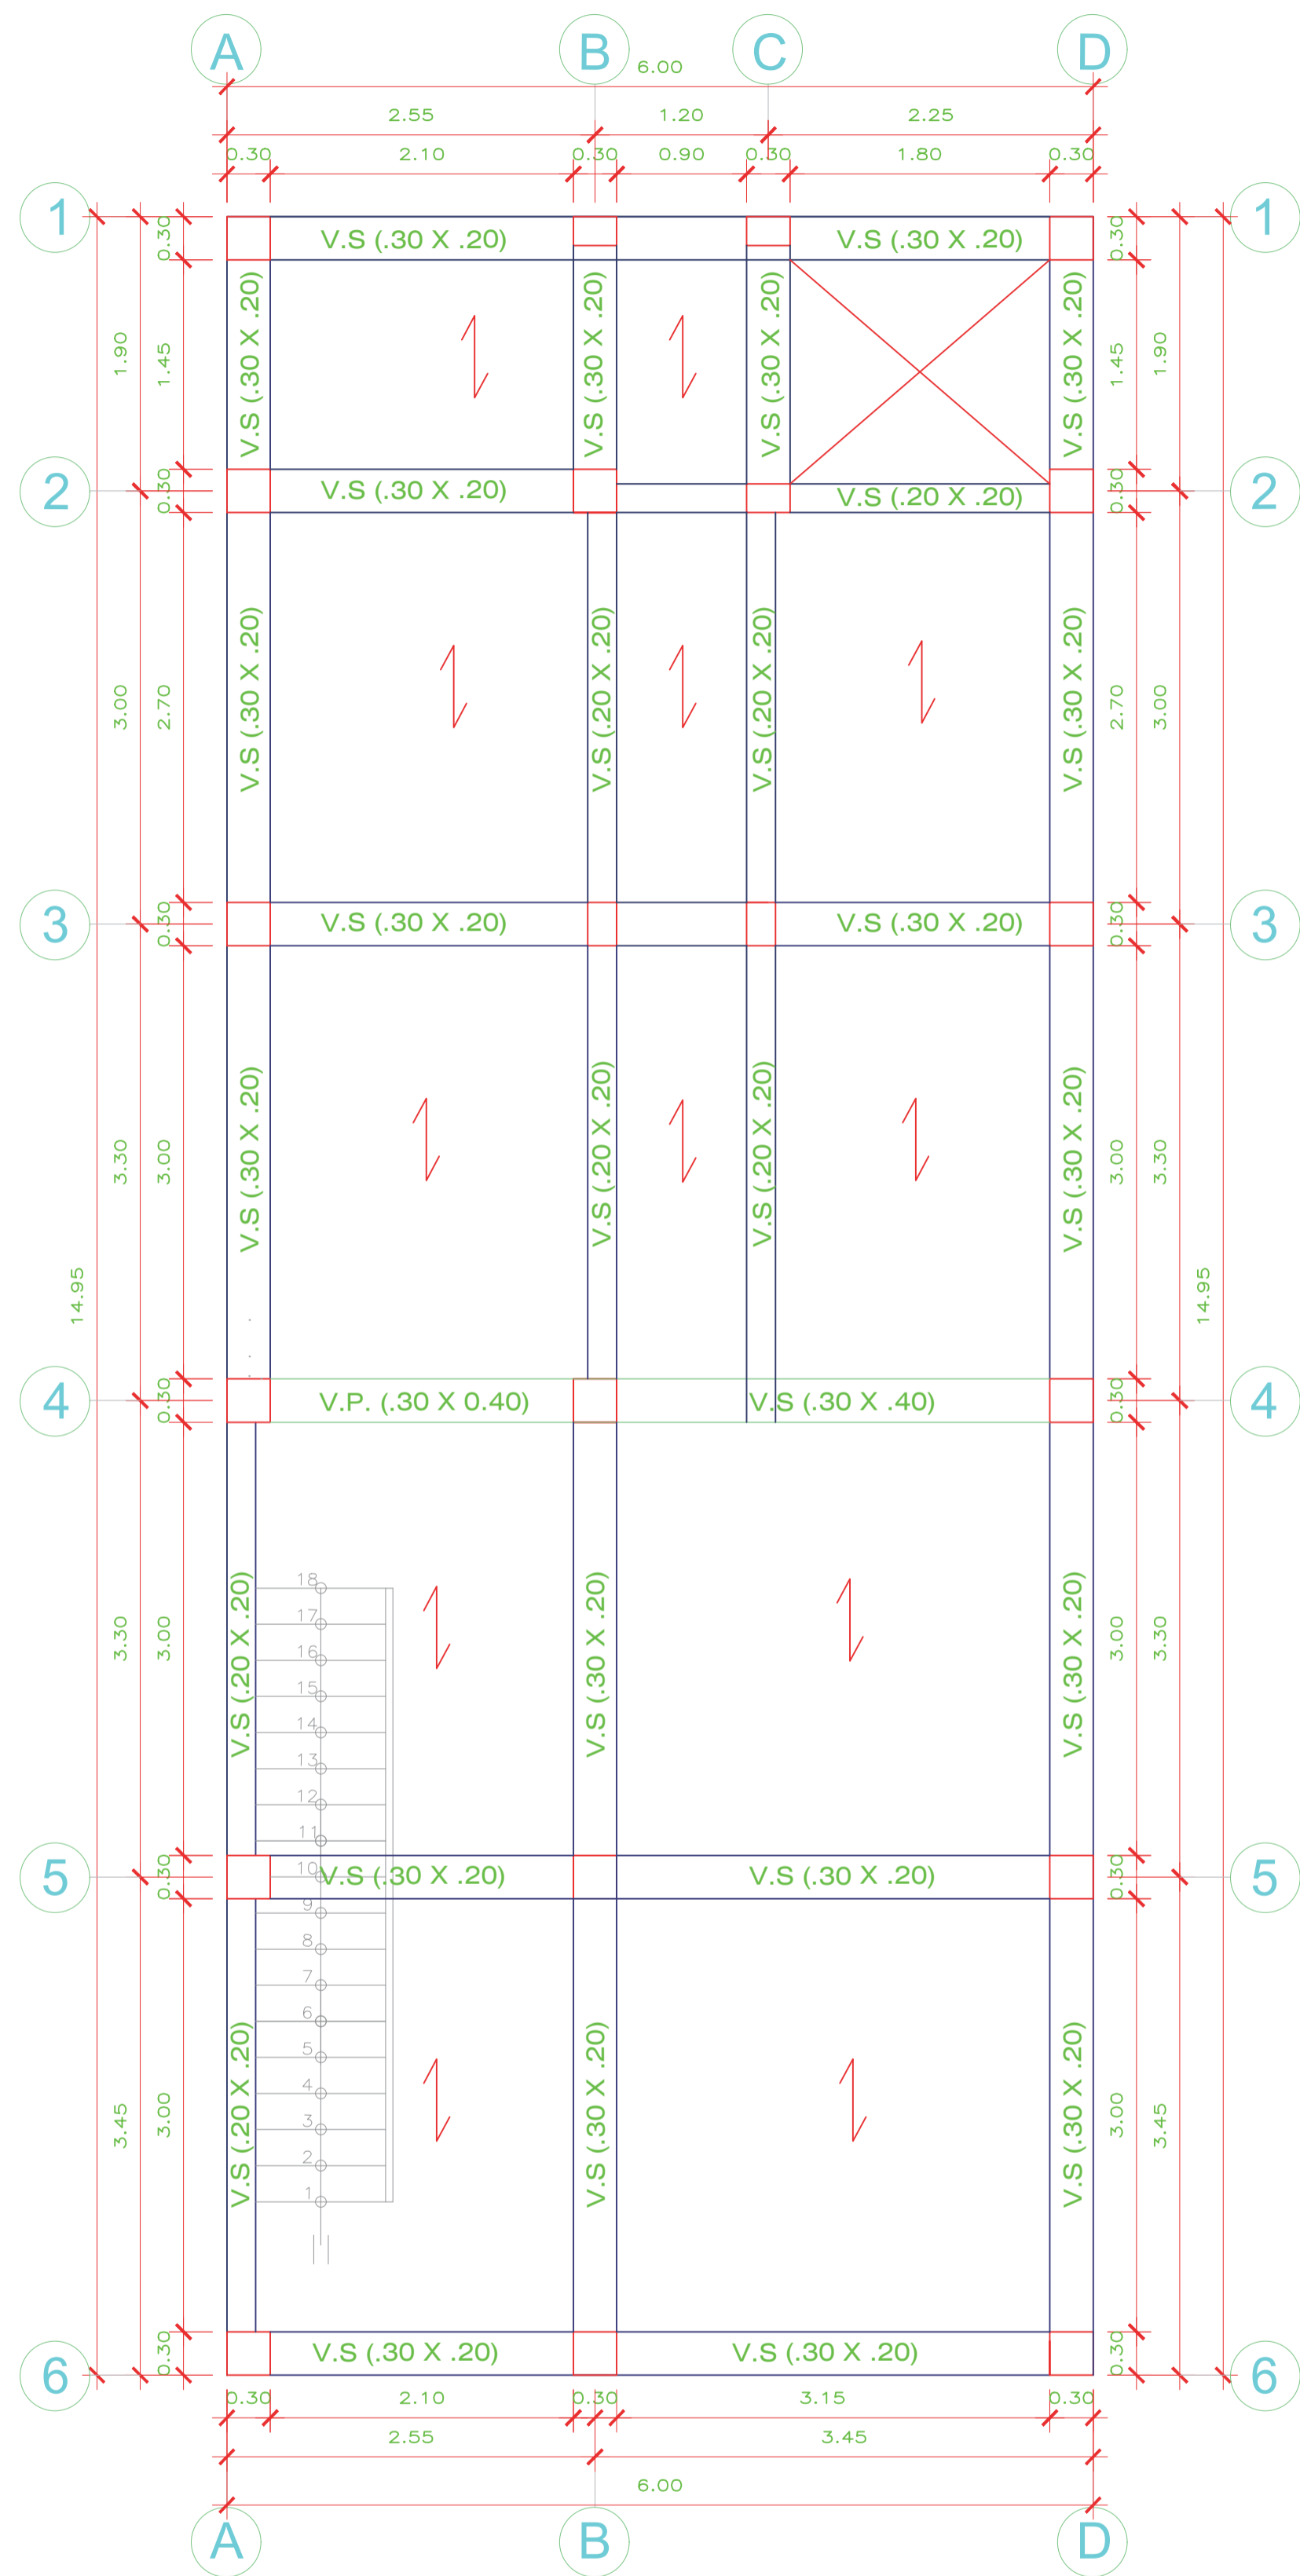 A B C D
6.00
2.55 1.20 2.25
0.30 2.10 0.30 0.90 0.30 1.80 0.30
1 0.30 V.S (.30 X .20) V.S (.30 X .20) 0.30 1
1.90 1.45 V.S (.30 X .20) V.S (.30 X .20) V.S (.30 X .20) V.S (.30 X .20) 1.45 1.90
2 0.30 V.S (.30 X .20) V.S (.20 X .20) 0.30 2
3.00 2.70 V.S (.30 X .20) V.S (.20 X .20) V.S (.20 X .20) V.S (.30 X .20) 2.70 3.00
3 0.30 V.S (.30 X .20) V.S (.30 X .20) 0.30 3
3.30 3.00 V.S (.30 X .20) V.S (.20 X .20) V.S (.20 X .20) V.S (.30 X .20) 3.00 3.30
14.95 14.95
4 0.30 V.P. (.30 X 0.40) V.S (.30 X .40) 0.30 4
3.30 3.00 V.S (.20 X .20) V.S (.30 X .20) V.S (.30 X .20) 3.00 3.30
18
17
16
15
14
13
12
11
5 0.30 10 V.S (.30 X .20) V.S (.30 X .20) 0.30 5
9
8
7
6
5
4
3
2
1
3.45 3.00 V.S (.20 X .20) V.S (.30 X .20) V.S (.30 X .20) 3.00 3.45
6 0.30 V.S (.30 X .20) V.S (.30 X .20) 0.30 6
0.30 2.10 0.30 3.15 0.30
2.55 3.45
6.00
A B D